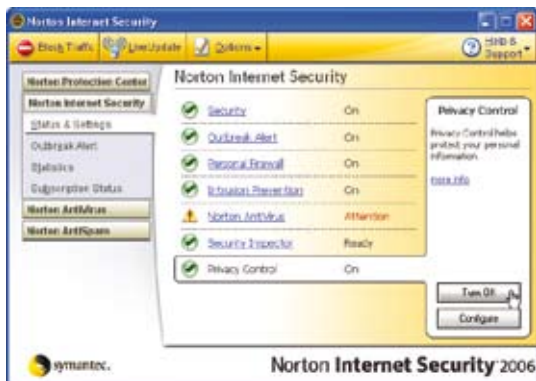 Norton Internet Security
Block Traffic LiveUpdate Options Help & Support
Norton Protection Center
Norton Internet Security
Status & Settings
Outbreak Alert
Statistics
Subscription Status
Norton AntiVirus
Norton AntiSpam
Norton Internet Security
Security On
Outbreak Alert On
Personal Firewall On
Intrusion Prevention On
Norton AntiVirus Attention
Security Inspector Ready
Privacy Control On
Privacy Control
Privacy Control helps
protect your personal
information.
more info
Turn Off
Configure
symantec.
Norton Internet Security 2006